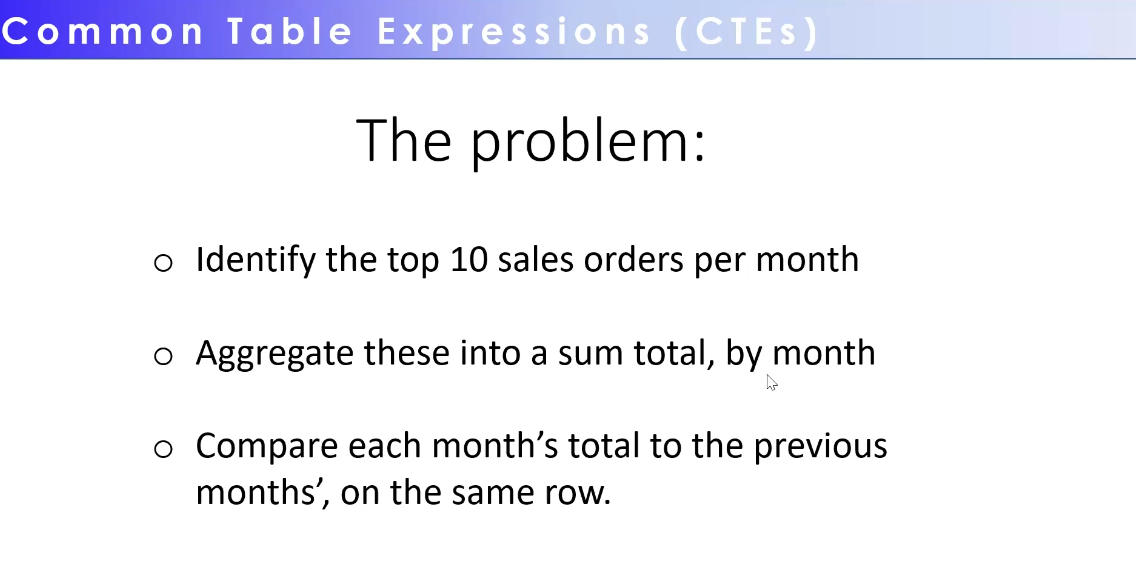 Common Table Expressions (CTEs)
The problem:
o Identify the top 10 sales orders per month
o Aggregate these into a sum total, by month
o Compare each month’s total to the previous
months’, on the same row.